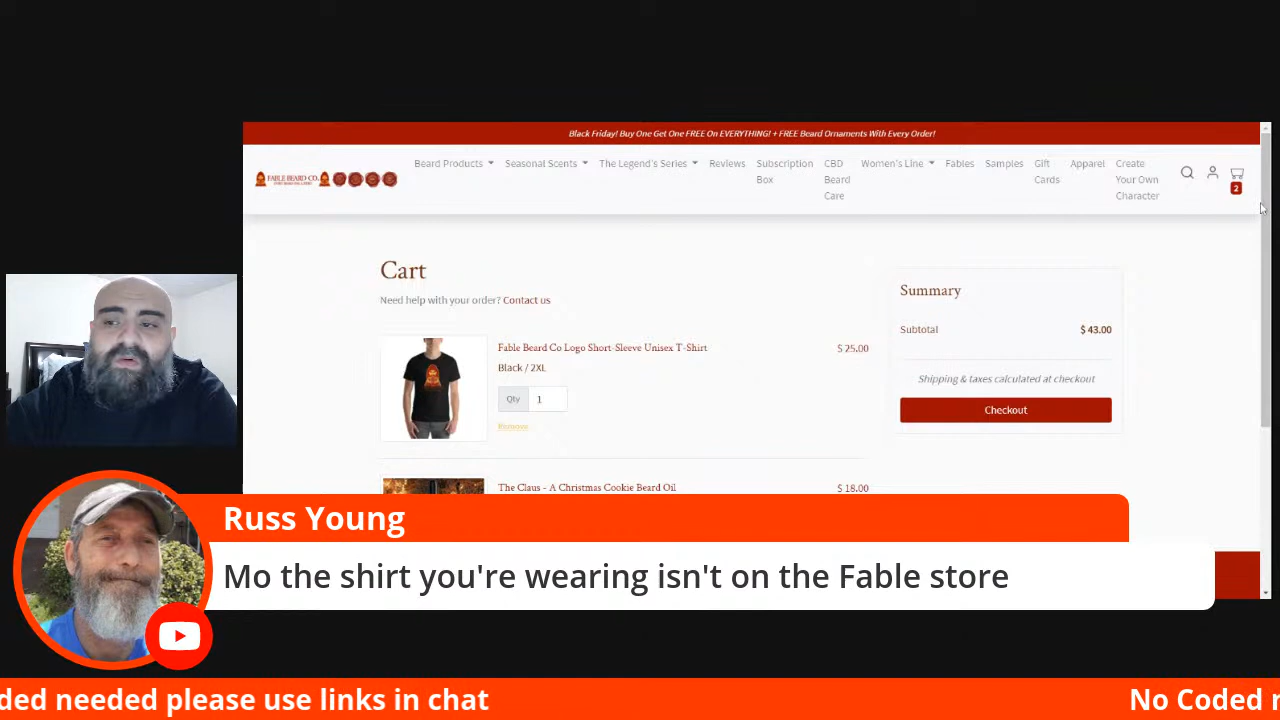 Black Friday! Buy One Get One FREE On EVERYTHING! + FREE Beard Ornaments With Every Order!
FABLE BEARD CO.
Beard Products
Seasonal Scents
The Legend's Series
Reviews
Subscription
Box
CBD
Beard
Care
Women's Line
Fables
Samples
Gift
Cards
Apparel
Create
Your Own
Character
2
Cart
Need help with your order? Contact us
Fable Beard Co Logo Short-Sleeve Unisex T-Shirt
$ 25.00
Black / 2XL
Qty 1
Remove
The Claus - A Christmas Cookie Beard Oil
$ 18.00
Summary
Subtotal $ 43.00
Shipping & taxes calculated at checkout
Checkout
Russ Young
Mo the shirt you're wearing isn't on the Fable store
ded needed please use links in chat
No Coded